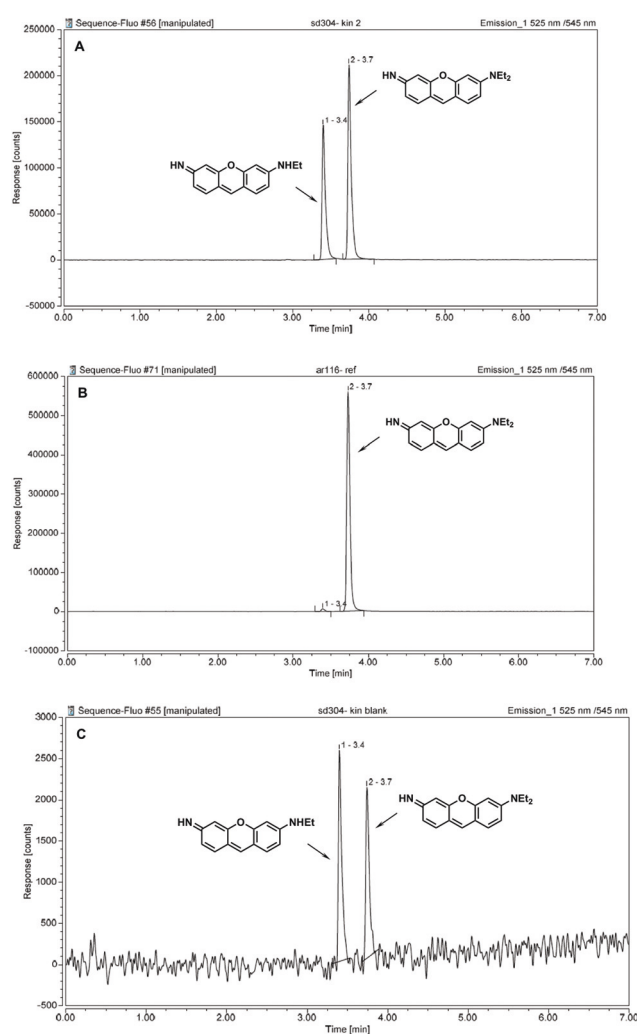 Sequence-Fluo #56 [manipulated] sd304- kin 2 Emission_1 525 nm /545 nm
A
Response [counts]
250000
200000
150000
100000
50000
0
-50000
1 - 3.4
2 - 3.7
HN O NHEt
HN O NEt2
0.00 1.00 2.00 3.00 4.00 5.00 6.00 7.00
Time [min]
Sequence-Fluo #71 [manipulated] ar116- ref Emission_1 525 nm /545 nm
B
Response [counts]
600000
500000
400000
300000
200000
100000
0
-100000
1 - 3.4
2 - 3.7
HN O NEt2
0.00 1.00 2.00 3.00 4.00 5.00 6.00 7.00
Time [min]
Sequence-Fluo #55 [manipulated] sd304- kin blank Emission_1 525 nm /545 nm
C
Response [counts]
3000
2500
2000
1500
1000
500
0
-500
1 - 3.4
2 - 3.7
HN O NHEt
HN O NEt2
0.00 1.00 2.00 3.00 4.00 5.00 6.00 7.00
Time [min]